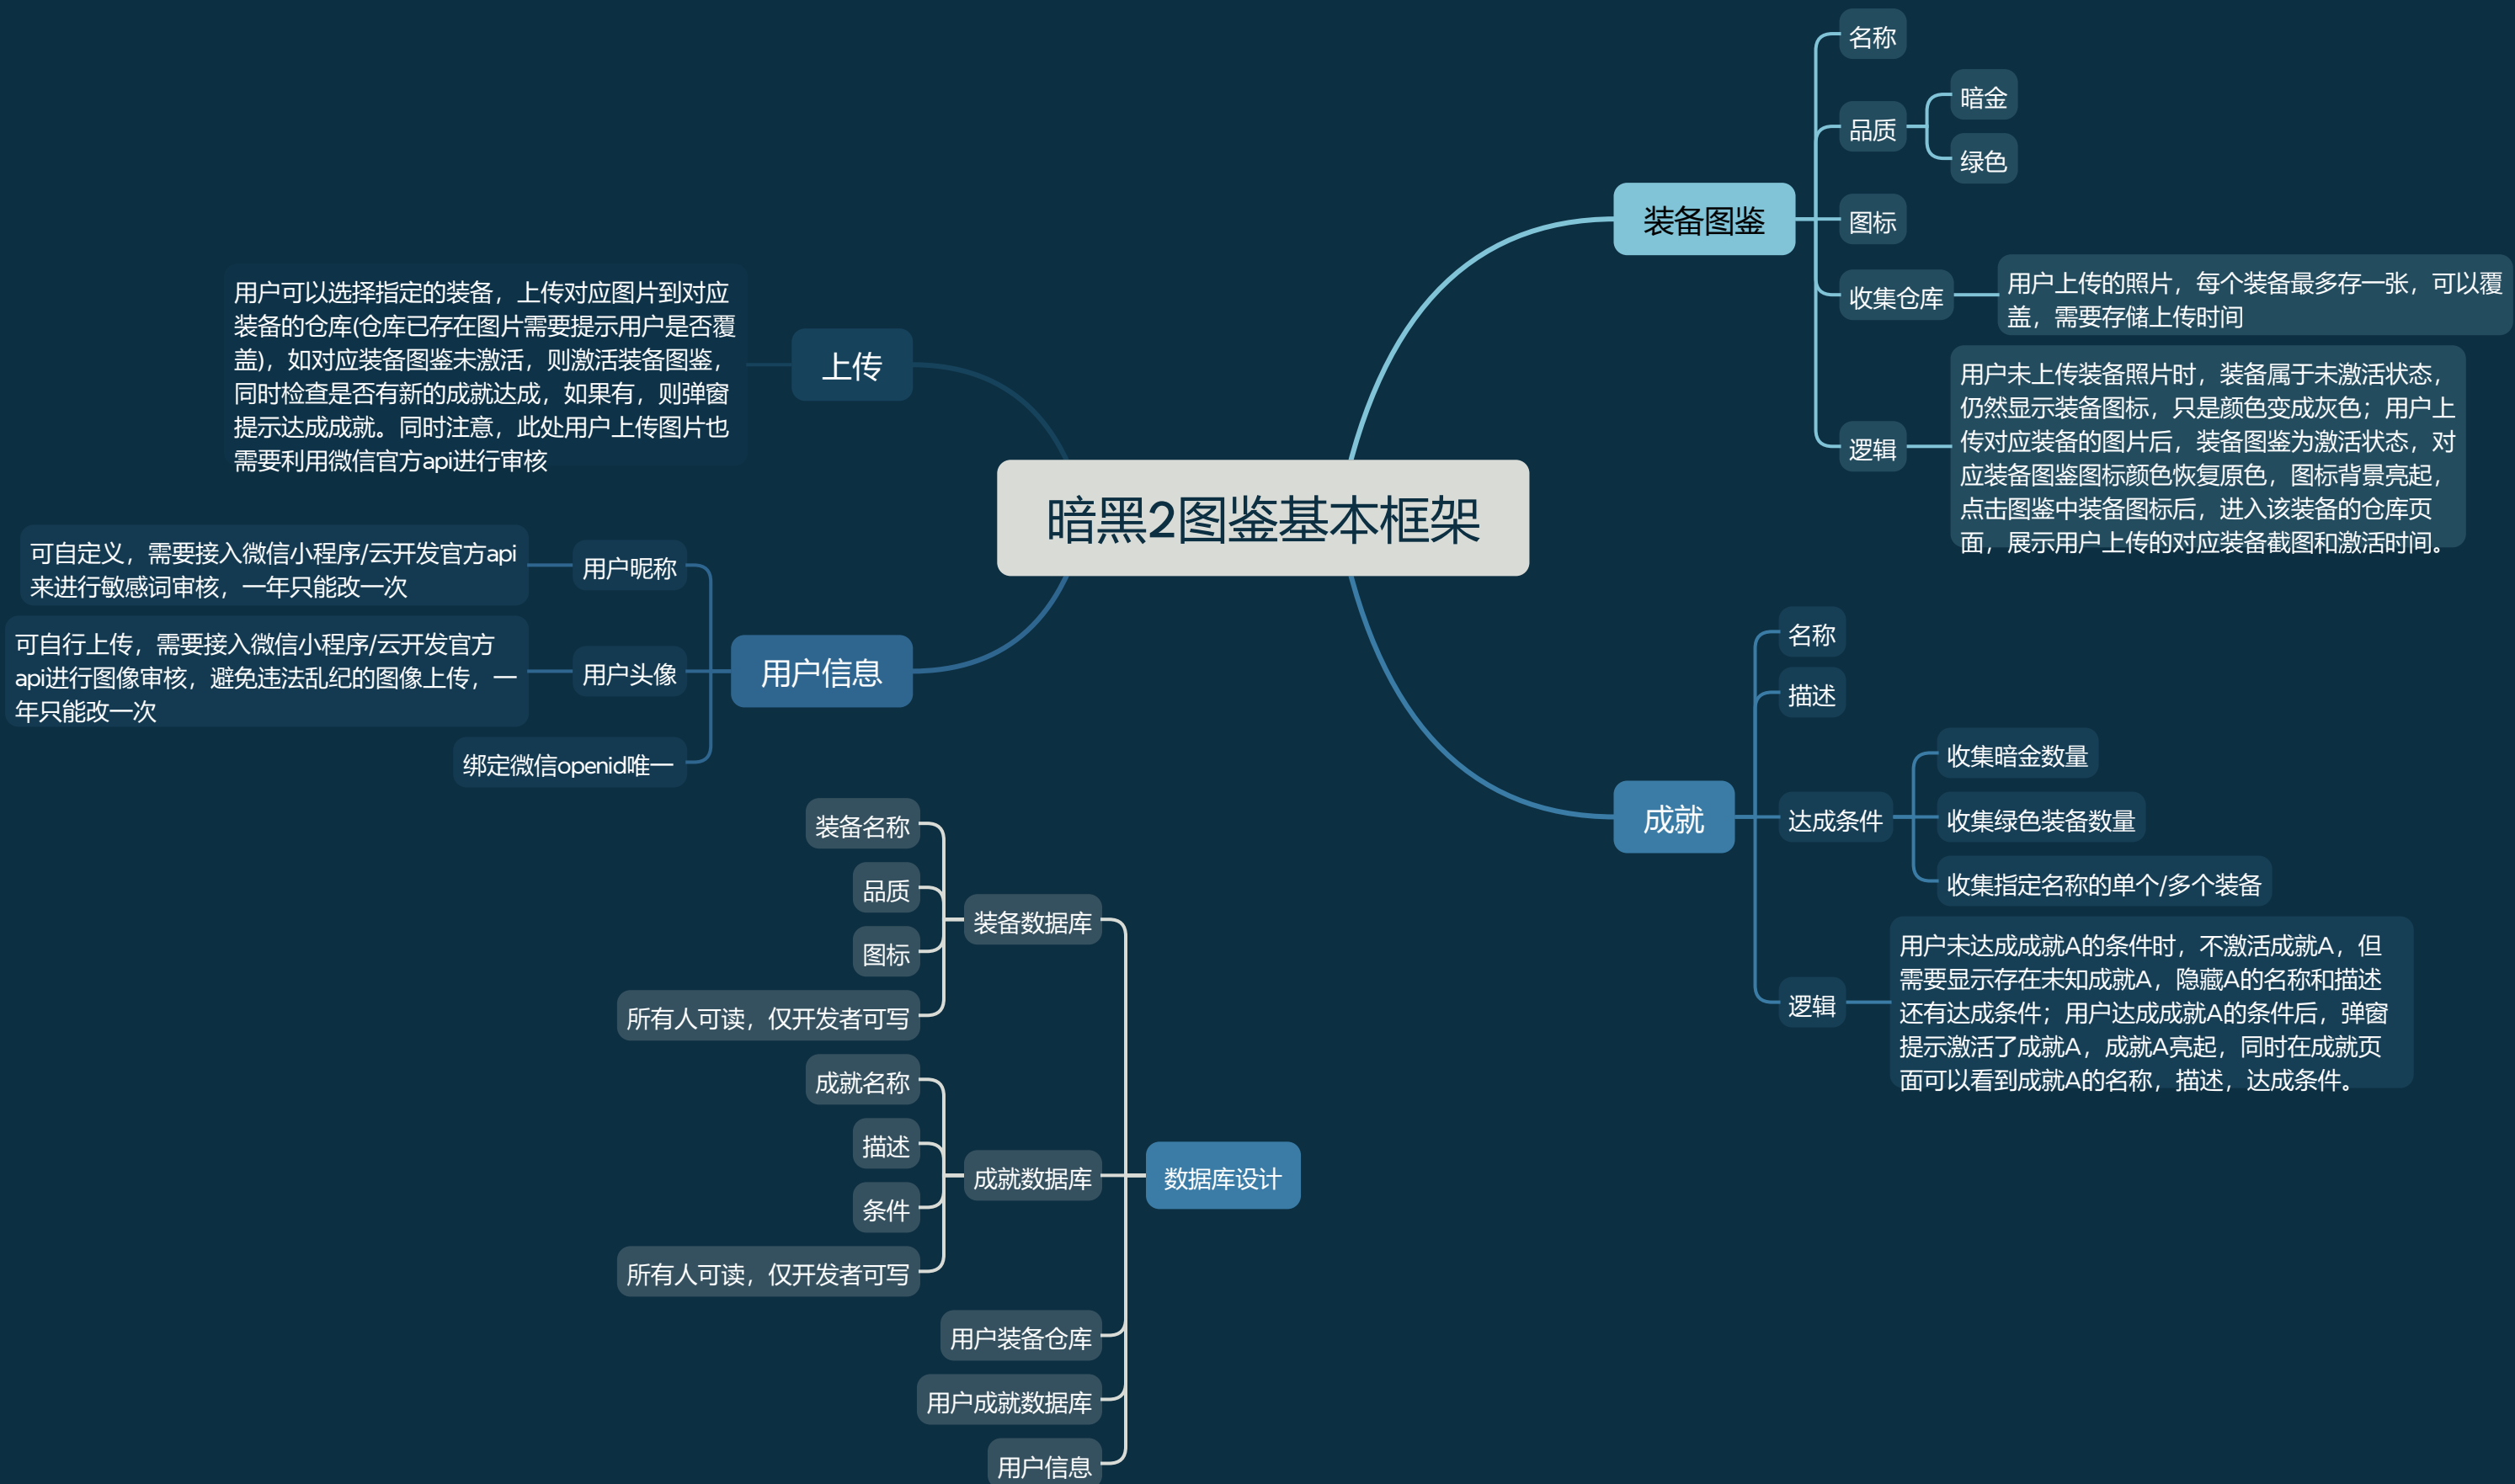 暗黑2图鉴基本框架
装备图鉴
名称
品质
暗金
绿色
图标
收集仓库
用户上传的照片，每个装备最多存一张，可以覆
盖，需要存储上传时间
逻辑
用户未上传装备照片时，装备属于未激活状态，
仍然显示装备图标，只是颜色变成灰色；用户上
传对应装备的图片后，装备图鉴为激活状态，对
应装备图鉴图标颜色恢复原色，图标背景亮起，
点击图鉴中装备图标后，进入该装备的仓库页
面，展示用户上传的对应装备截图和激活时间。
成就
名称
描述
达成条件
收集暗金数量
收集绿色装备数量
收集指定名称的单个/多个装备
逻辑
用户未达成成就A的条件时，不激活成就A，但
需要显示存在未知成就A，隐藏A的名称和描述
还有达成条件；用户达成成就A的条件后，弹窗
提示激活了成就A，成就A亮起，同时在成就页
面可以看到成就A的名称，描述，达成条件。
上传
用户可以选择指定的装备，上传对应图片到对应
装备的仓库(仓库已存在图片需要提示用户是否覆
盖)，如对应装备图鉴未激活，则激活装备图鉴，
同时检查是否有新的成就达成，如果有，则弹窗
提示达成成就。同时注意，此处用户上传图片也
需要利用微信官方api进行审核
用户信息
用户昵称
可自定义，需要接入微信小程序/云开发官方api
来进行敏感词审核，一年只能改一次
用户头像
可自行上传，需要接入微信小程序/云开发官方
api进行图像审核，避免违法乱纪的图像上传，一
年只能改一次
绑定微信openid唯一
数据库设计
装备数据库
装备名称
品质
图标
所有人可读，仅开发者可写
成就数据库
成就名称
描述
条件
所有人可读，仅开发者可写
用户装备仓库
用户成就数据库
用户信息